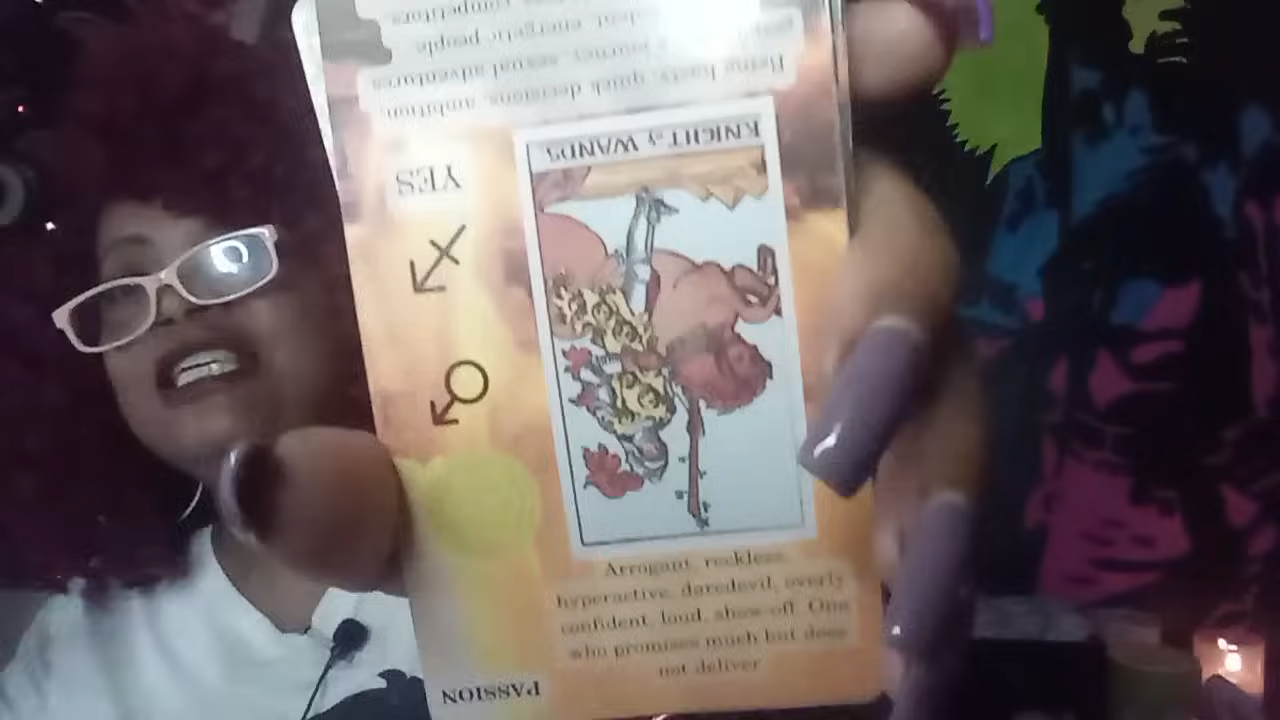 PASSION
YES
KNIGHT of WANDS.
Being hasty, quick decisions, ambition,
journey, sexual adventures
energetic people,
competitors
Arrogant, reckless,
hyperactive, daredevil, overly
confident, loud, show-off. One
who promises much but does
not deliver